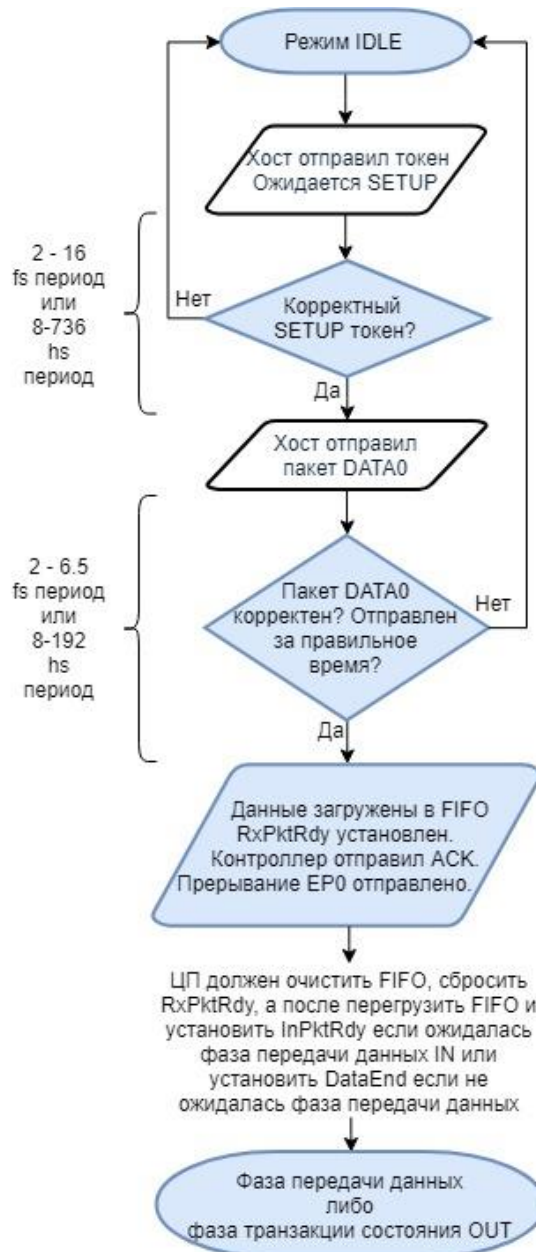 Режим IDLE
Хост отправил токен
Ожидается SETUP
2 - 16
fs период
или
8-736
hs
период
Нет
Корректный
SETUP токен?
Да
Хост отправил
пакет DATA0
2 - 6.5
fs период
или
8-192
hs
период
Пакет DATA0
корректен? Отправлен
за правильное
время?
Нет
Да
Данные загружены в FIFO
RxPktRdy установлен.
Контроллер отправил ACK.
Прерывание EP0 отправлено.
ЦП должен очистить FIFO, сбросить
RxPktRdy, а после перегрузить FIFO и
установить InPktRdy если ожидалась
фаза передачи данных IN или
установить DataEnd если не
ожидалась фаза передачи данных
Фаза передачи данных
либо
фаза транзакции состояния OUT